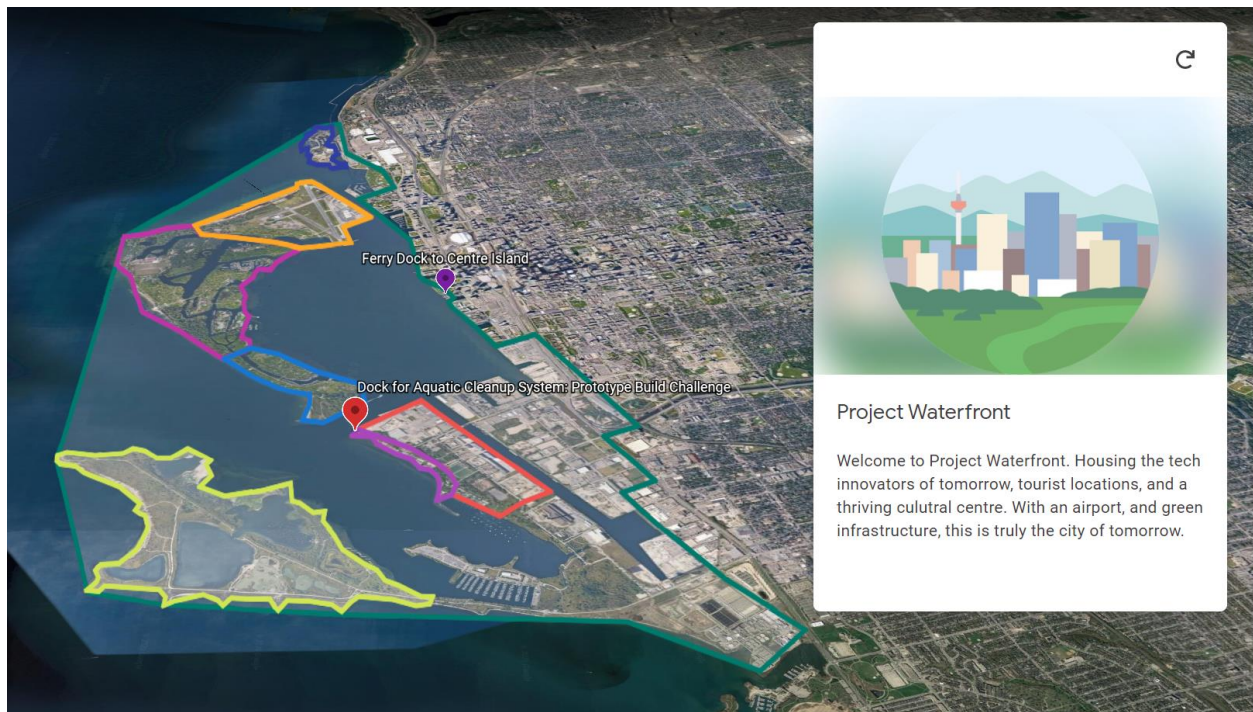 Ferry Dock to Centre Island
Dock for Aquatic Cleanup System: Prototype Build Challenge
Project Waterfront
Welcome to Project Waterfront. Housing the tech
innovators of tomorrow, tourist locations, and a
thriving culutral centre. With an airport, and green
infrastructure, this is truly the city of tomorrow.